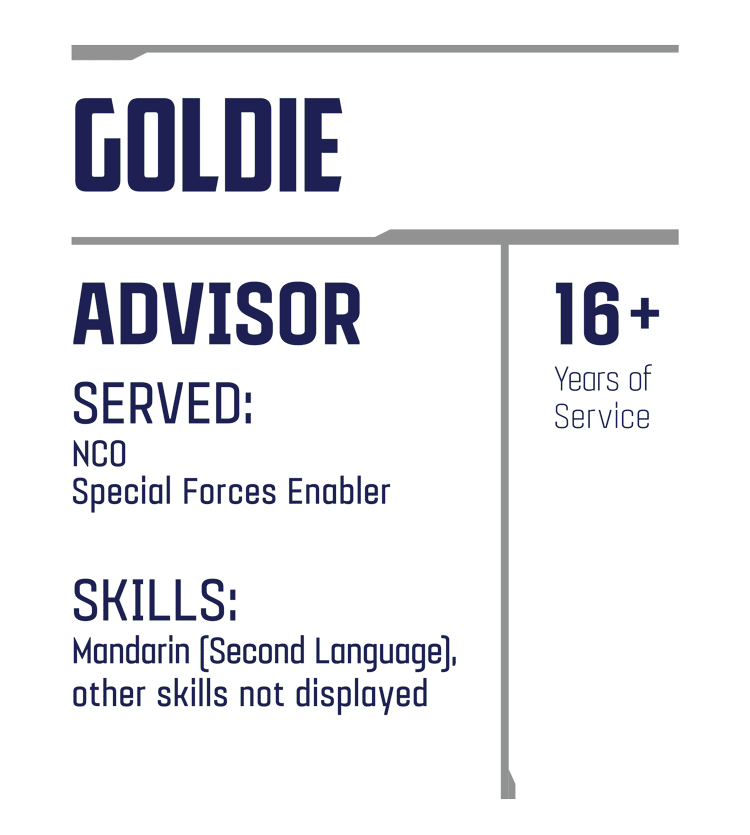 GOLDIE
ADVISOR
SERVED:
NCO
Special Forces Enabler
SKILLS:
Mandarin (Second Language),
other skills not displayed
16+
Years of
Service